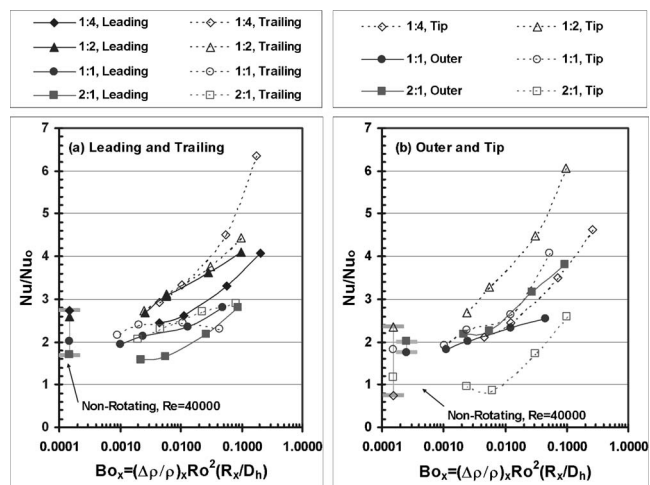 1:4, Leading 1:4, Trailing
1:2, Leading 1:2, Trailing
1:1, Leading 1:1, Trailing
2:1, Leading 2:1, Trailing
1:4, Tip 1:2, Tip
1:1, Outer 1:1, Tip
2:1, Outer 2:1, Tip
(a) Leading and Trailing
Nu/Nuo
7
6
5
4
3
2
1
0
Non-Rotating, Re=40000
0.0001 0.0010 0.0100 0.1000 1.0000
Box=(Δρ/ρ)xRo²(Rx/Dh)
(b) Outer and Tip
Nu/Nuo
7
6
5
4
3
2
1
0
Non-Rotating, Re=40000
0.0001 0.0010 0.0100 0.1000 1.0000
Box=(Δρ/ρ)xRo²(Rx/Dh)